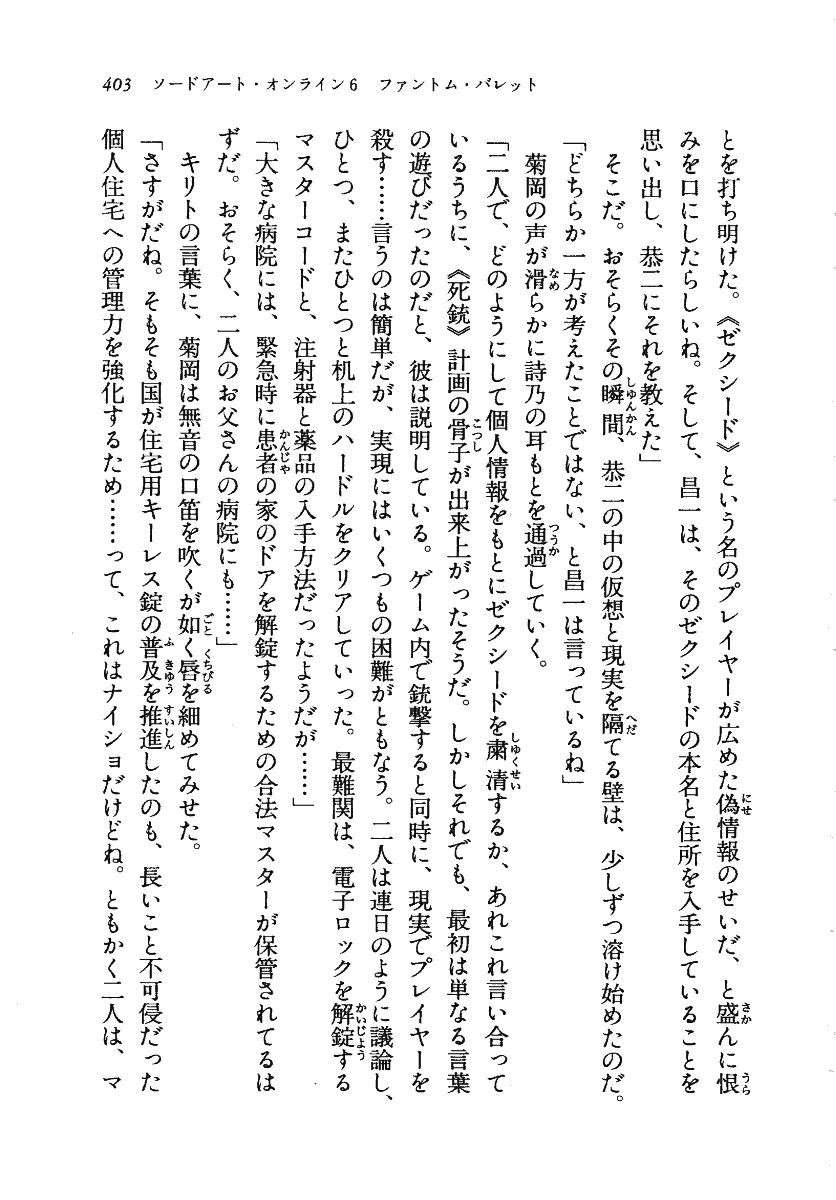 403　ソードアート・オンライン6　ファントム・バレット
とを打ち明けた。《ゼクシード》という名のプレイヤーが広めた偽情報のせいだ、と盛んに恨
みを口にしたらしいね。そして、昌一は、そのゼクシードの本名と住所を入手していることを
思い出し、恭二にそれを教えた」
　そこだ。おそらくその瞬間、恭二の中の仮想と現実を隔てる壁は、少しずつ溶け始めたのだ。
「どちらか一方が考えたことではない、と昌一は言っているね」
　菊岡の声が滑らかに詩乃の耳もとを通過していく。
「二人で、どのようにして個人情報をもとにゼクシードを粛清するか、あれこれ言い合って
いるうちに、《死銃》計画の骨子が出来上がったそうだ。しかしそれでも、最初は単なる言葉
の遊びだったのだと、彼は説明している。ゲーム内で銃撃すると同時に、現実でプレイヤーを
殺す……言うのは簡単だが、実現にはいくつもの困難がともなう。二人は連日のように議論し、
ひとつ、またひとつと机上のハードルをクリアしていった。最難関は、電子ロックを解錠する
マスターコードと、注射器と薬品の入手方法だったようだが……」
「大きな病院には、緊急時に患者の家のドアを解錠するための合法マスターが保管されてるは
ずだ。おそらく、二人のお父さんの病院にも……」
　キリトの言葉に、菊岡は無音の口笛を吹くが如く唇を細めてみせた。
「さすがだね。そもそも国が住宅用キーレス錠の普及を推進したのも、長いこと不可侵だった
個人住宅への管理力を強化するため……って、これはナイショだけどね。ともかく二人は、マ